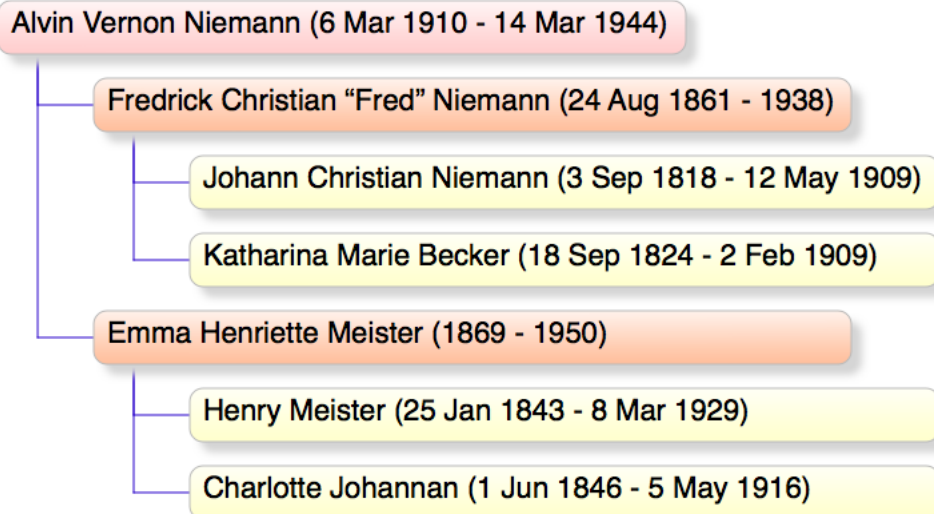 Alvin Vernon Niemann (6 Mar 1910 - 14 Mar 1944)
Fredrick Christian “Fred” Niemann (24 Aug 1861 - 1938)
Johann Christian Niemann (3 Sep 1818 - 12 May 1909)
Katharina Marie Becker (18 Sep 1824 - 2 Feb 1909)
Emma Henriette Meister (1869 - 1950)
Henry Meister (25 Jan 1843 - 8 Mar 1929)
Charlotte Johannan (1 Jun 1846 - 5 May 1916)